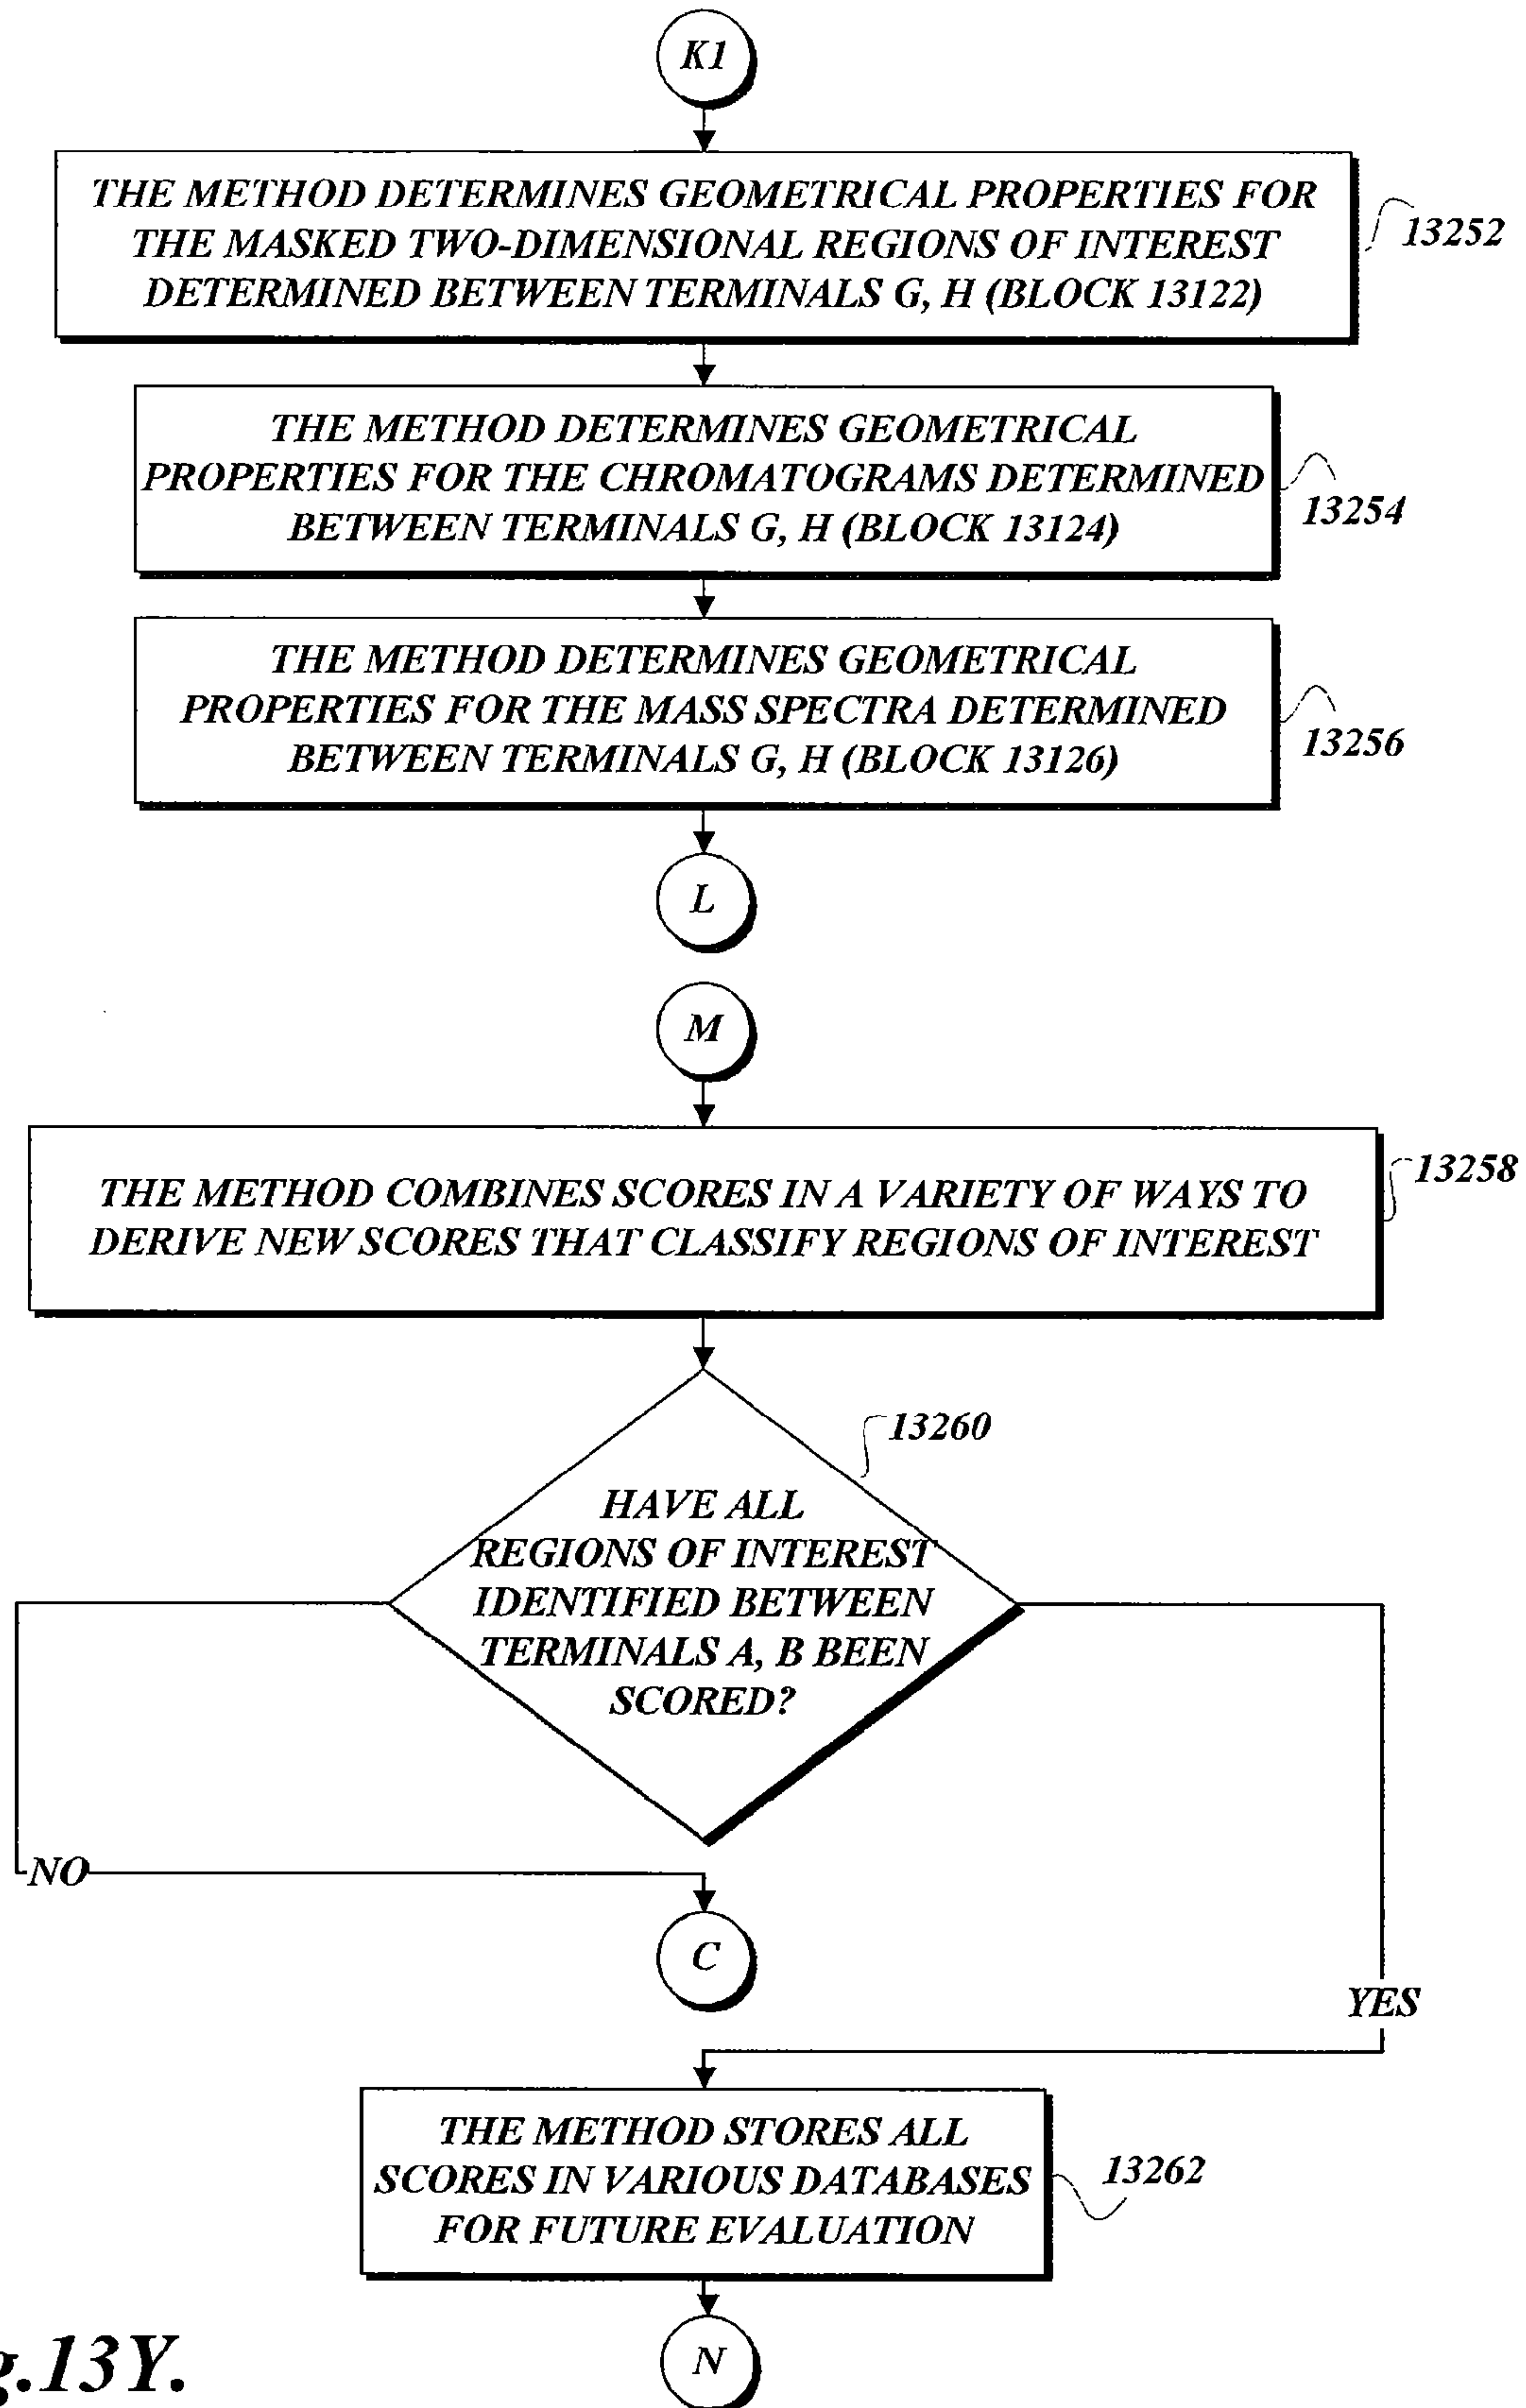 K1
THE METHOD DETERMINES GEOMETRICAL PROPERTIES FOR
THE MASKED TWO-DIMENSIONAL REGIONS OF INTEREST
DETERMINED BETWEEN TERMINALS G, H (BLOCK 13122)
13252
THE METHOD DETERMINES GEOMETRICAL
PROPERTIES FOR THE CHROMATOGRAMS DETERMINED
BETWEEN TERMINALS G, H (BLOCK 13124)
13254
THE METHOD DETERMINES GEOMETRICAL
PROPERTIES FOR THE MASS SPECTRA DETERMINED
BETWEEN TERMINALS G, H (BLOCK 13126)
13256
L
M
THE METHOD COMBINES SCORES IN A VARIETY OF WAYS TO
DERIVE NEW SCORES THAT CLASSIFY REGIONS OF INTEREST
13258
13260
HAVE ALL
REGIONS OF INTEREST
IDENTIFIED BETWEEN
TERMINALS A, B BEEN
SCORED?
NO
C
YES
THE METHOD STORES ALL
SCORES IN VARIOUS DATABASES
FOR FUTURE EVALUATION
13262
N
g.13Y.